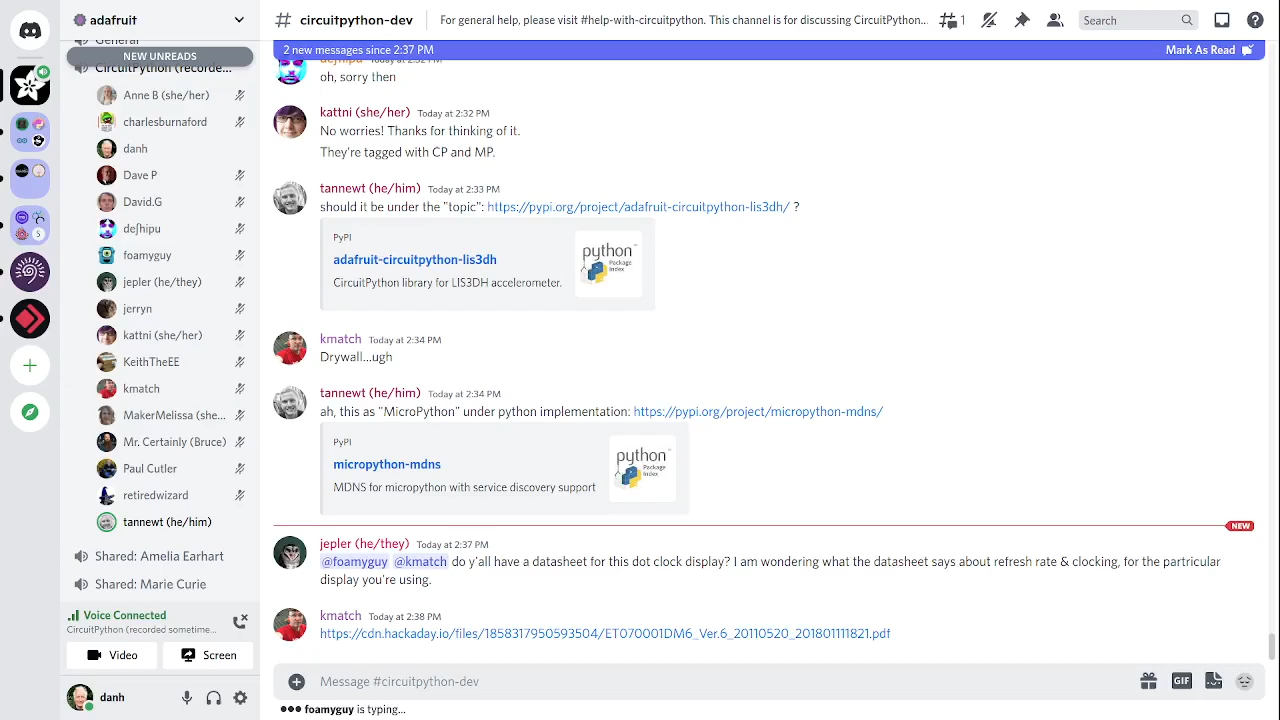 adafruit
# circuitpython-dev
For general help, please visit #help-with-circuitpython. This channel is for discussing CircuitPython...
1
Search
General
NEW UNREADS
CircuitPython (recorde...
Anne B (she/her)
charlesburnaford
danh
Dave P
David.G
de∫hipu
foamyguy
jepler (he/they)
jerryn
kattni (she/her)
KeithTheEE
kmatch
MakerMelissa (she...
Mr. Certainly (Bruce)
Paul Cutler
retiredwizard
tannewt (he/him)
Shared: Amelia Earhart
Shared: Marie Curie
Voice Connected
CircuitPython (recorded sometime...
Video
Screen
danh
2 new messages since 2:37 PM
Mark As Read
de∫hipu Today at 2:32 PM
oh, sorry then
kattni (she/her) Today at 2:32 PM
No worries! Thanks for thinking of it.
They're tagged with CP and MP.
tannewt (he/him) Today at 2:33 PM
should it be under the "topic": https://pypi.org/project/adafruit-circuitpython-lis3dh/ ?
PyPI
adafruit-circuitpython-lis3dh
CircuitPython library for LIS3DH accelerometer.
python
Package
Index
kmatch Today at 2:34 PM
Drywall...ugh
tannewt (he/him) Today at 2:34 PM
ah, this as "MicroPython" under python implementation: https://pypi.org/project/micropython-mdns/
PyPI
micropython-mdns
MDNS for micropython with service discovery support
python
Package
Index
NEW
jepler (he/they) Today at 2:37 PM
@foamyguy @kmatch do y'all have a datasheet for this dot clock display? I am wondering what the datasheet says about refresh rate & clocking, for the partricular
display you're using.
kmatch Today at 2:38 PM
https://cdn.hackaday.io/files/1858317950593504/ET070001DM6_Ver.6_20110520_201801111821.pdf
Message #circuitpython-dev
GIF
foamyguy is typing...